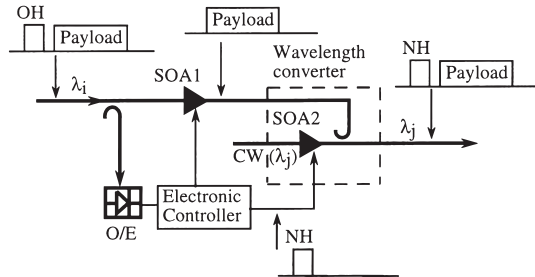 OH
Payload
Payload
Wavelength
converter
NH
Payload
λi
SOA1
SOA2
λj
CW (λj)
Electronic
Controller
O/E
NH